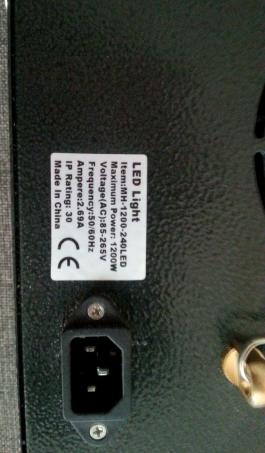 LED Light
Item:MH-1200-240LED
Maximum Power: 1200W
Voltage(AC):85-265V
Frequency:50/60Hz
Ampere:2.69A
IP Rating: 30
Made In China
CE